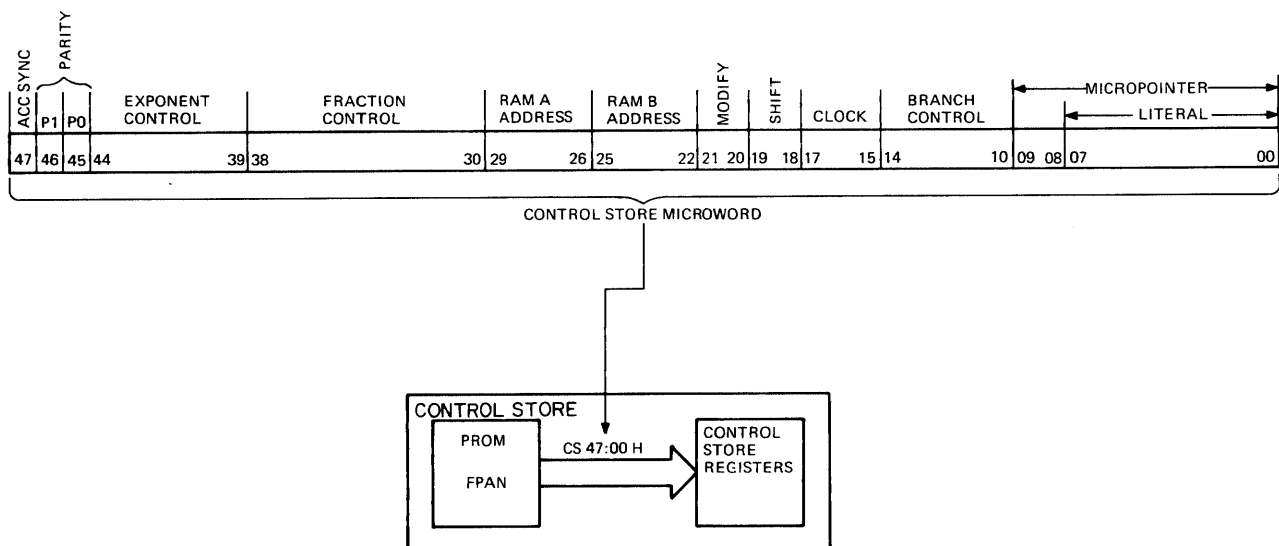 ACC SYNC
PARITY
P1 P0
EXPONENT CONTROL
FRACTION CONTROL
RAM A ADDRESS
RAM B ADDRESS
MODIFY
SHIFT
CLOCK
BRANCH CONTROL
MICROPOINTER
LITERAL
47 46 45 44 39 38 30 29 26 25 22 21 20 19 18 17 15 14 10 09 08 07 00
CONTROL STORE MICROWORD
CONTROL STORE
PROM
FPAN
CS 47:00 H
CONTROL
STORE
REGISTERS